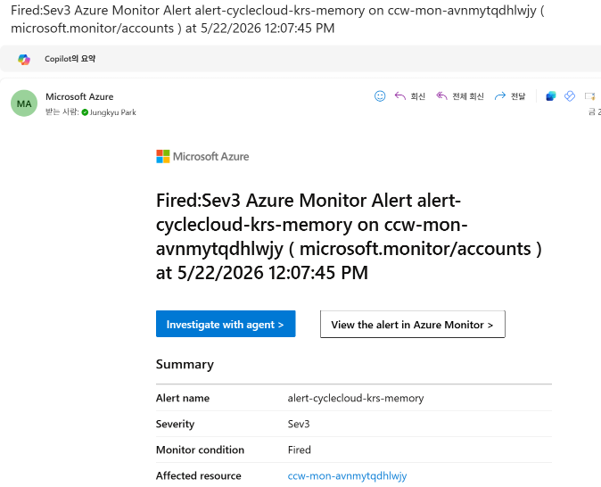 Fired:Sev3 Azure Monitor Alert alert-cyclecloud-krs-memory on ccw-mon-avnmytqdhlwjy (
microsoft.monitor/accounts ) at 5/22/2026 12:07:45 PM
Copilot의 요약
MA
Microsoft Azure
받는 사람: Jungkyu Park
회신
전체 회신
전달
금 2
Microsoft Azure
Fired:Sev3 Azure Monitor Alert alert-
cyclecloud-krs-memory on ccw-mon-
avnmytqdhlwjy ( microsoft.monitor/accounts )
at 5/22/2026 12:07:45 PM
Investigate with agent >
View the alert in Azure Monitor >
Summary
Alert name alert-cyclecloud-krs-memory
Severity Sev3
Monitor condition Fired
Affected resource ccw-mon-avnmytqdhlwjy